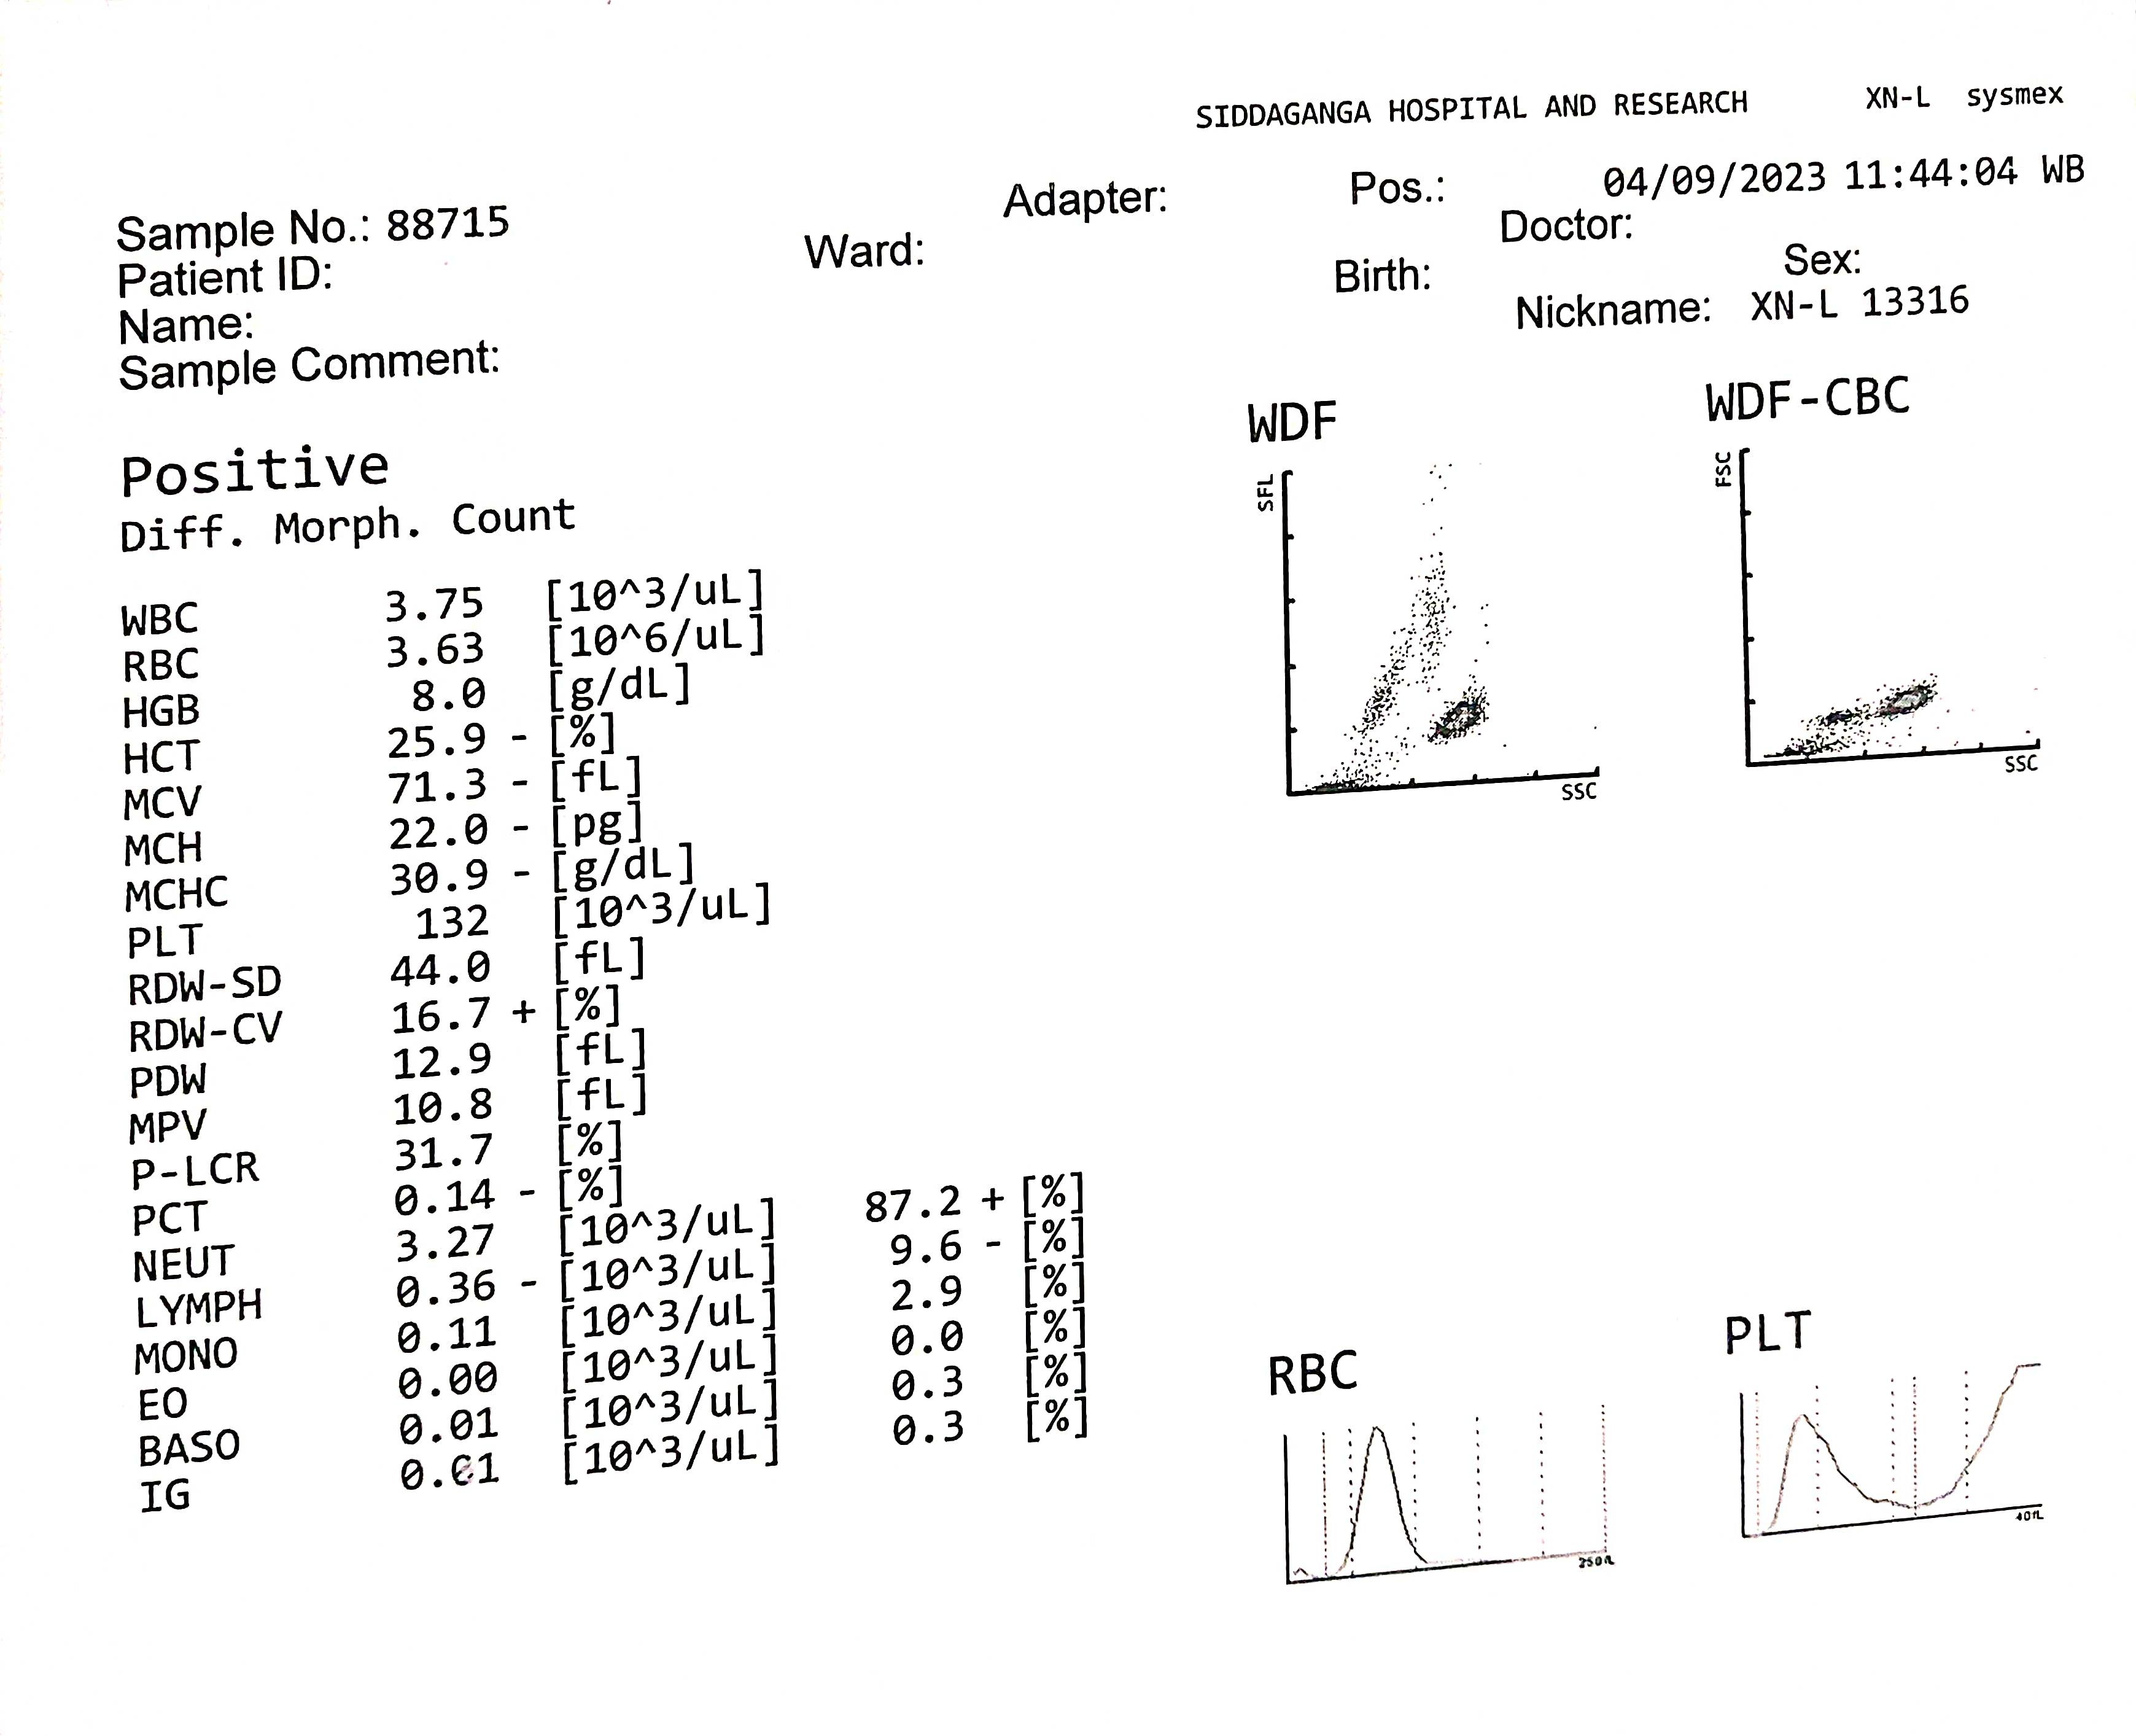 SIDDAGANGA HOSPITAL AND RESEARCH XN-L sysmex
Adapter: Pos.: 04/09/2023 11:44:04 WB
Sample No.: 88715
Ward: Doctor:
Patient ID:
Birth: Sex:
Name:
Nickname: XN-L 13316
Sample Comment:
Positive
Diff. Morph. Count
WBC 3.75 [10^3/uL]
RBC 3.63 [10^6/uL]
HGB 8.0 [g/dL]
HCT 25.9 - [%]
MCV 71.3 - [fL]
MCH 22.0 - [pg]
MCHC 30.9 - [g/dL]
PLT 132 [10^3/uL]
RDW-SD 44.0 [fL]
RDW-CV 16.7 + [%]
PDW 12.9 [fL]
MPV 10.8 [fL]
P-LCR 31.7 [%]
PCT 0.14 - [%]
NEUT 3.27 [10^3/uL] 87.2 + [%]
LYMPH 0.36 - [10^3/uL] 9.6 - [%]
MONO 0.11 [10^3/uL] 2.9 [%]
EO 0.00 [10^3/uL] 0.0 [%]
BASO 0.01 [10^3/uL] 0.3 [%]
IG 0.01 [10^3/uL] 0.3 [%]
WDF
SFL
SSC
WDF-CBC
FSC
SSC
RBC
250fL
PLT
40fL